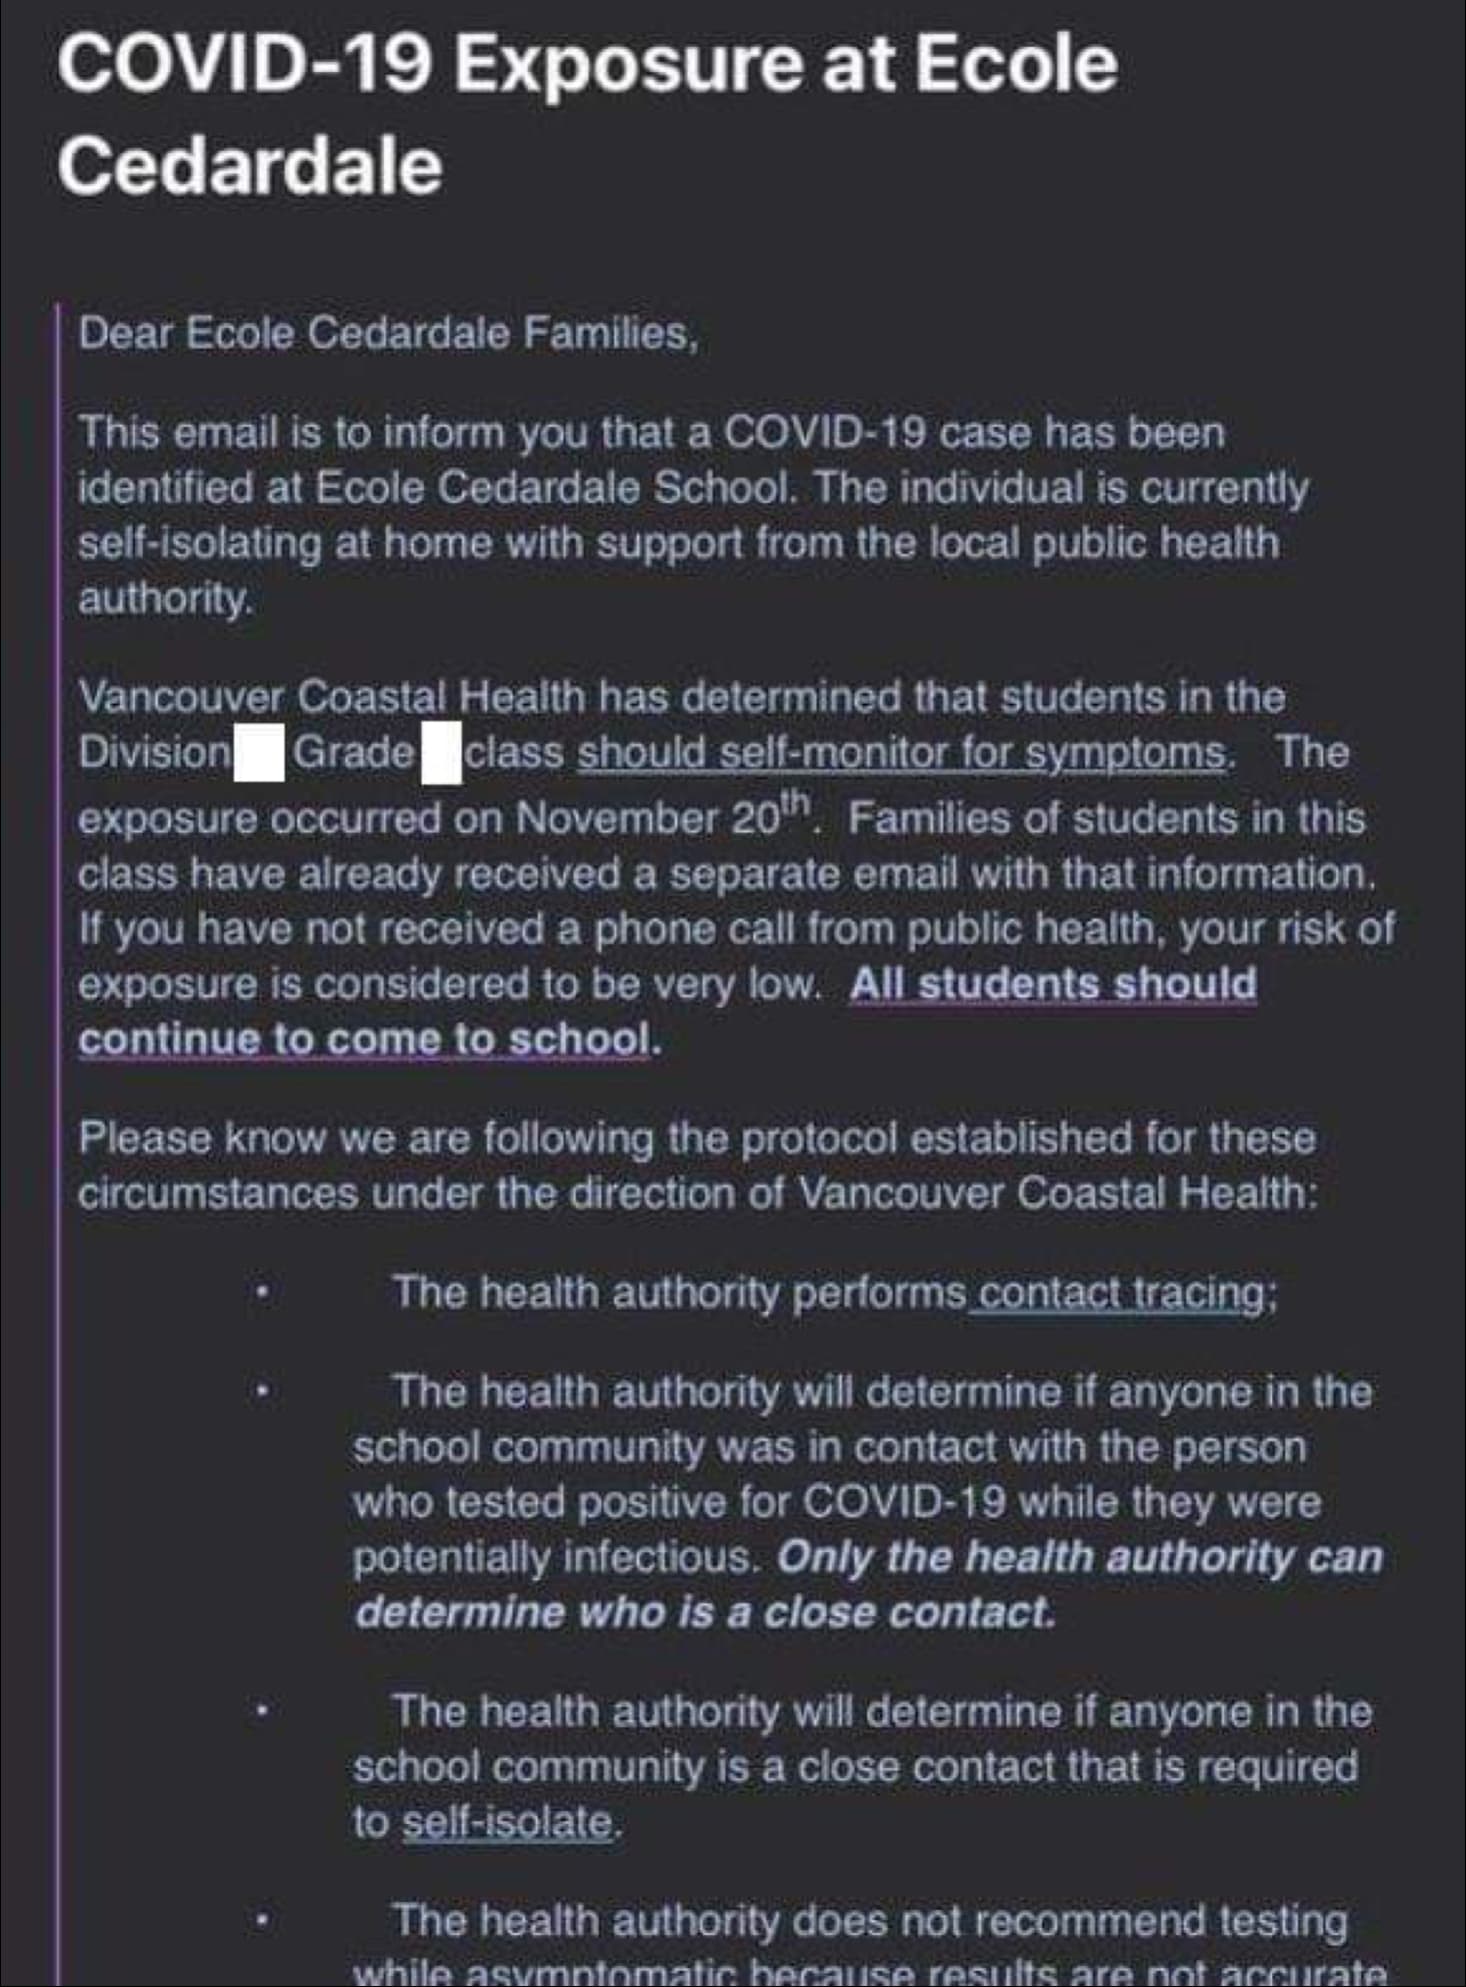 COVID-19 Exposure at Ecole
Cedardale
Dear Ecole Cedardale Families,
This email is to inform you that a COVID-19 case has been
identified at Ecole Cedardale School. The individual is currently
self-isolating at home with support from the local public health
authority.
Vancouver Coastal Health has determined that students in the
Division Grade class should self-monitor for symptoms. The
exposure occurred on November 20th. Families of students in this
class have already received a separate email with that information.
If you have not received a phone call from public health, your risk of
exposure is considered to be very low. All students should
continue to come to school.
Please know we are following the protocol established for these
circumstances under the direction of Vancouver Coastal Health:
• The health authority performs contact tracing;
• The health authority will determine if anyone in the
school community was in contact with the person
who tested positive for COVID-19 while they were
potentially infectious. Only the health authority can
determine who is a close contact.
• The health authority will determine if anyone in the
school community is a close contact that is required
to self-isolate.
• The health authority does not recommend testing
while asymptomatic because results are not accurate